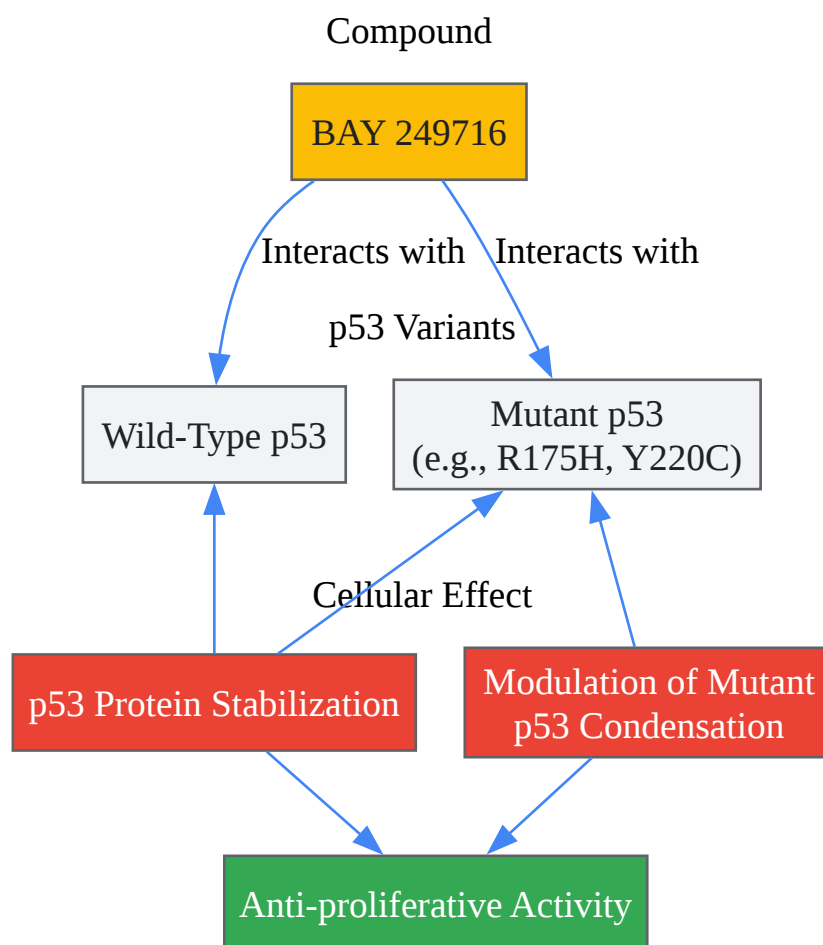 Compound
BAY 249716
Interacts with
Interacts with
p53 Variants
Wild-Type p53
Mutant p53
(e.g., R175H, Y220C)
Cellular Effect
p53 Protein Stabilization
Modulation of Mutant
p53 Condensation
Anti-proliferative Activity